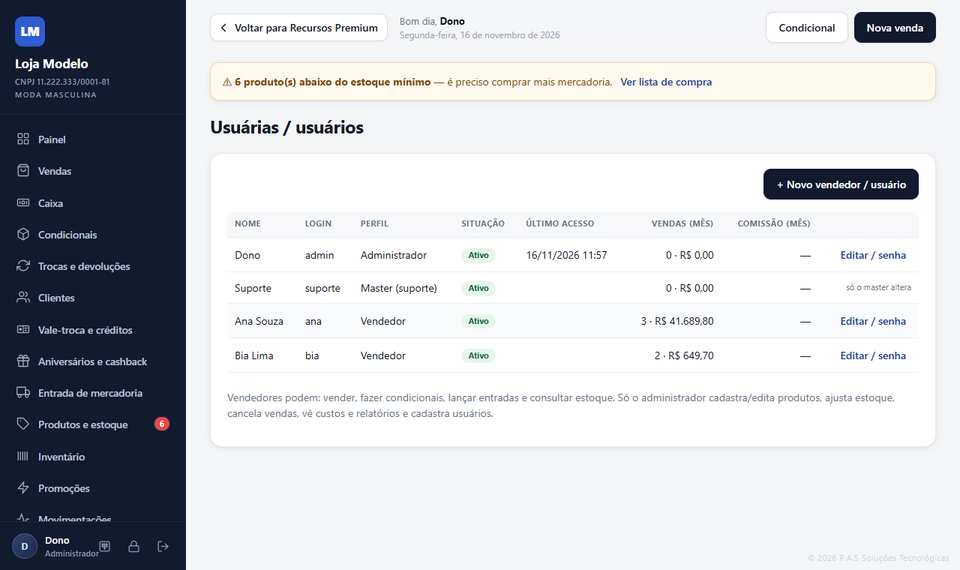 LM
Loja Modelo
CNPJ 11.222.333/0001-81
MODA MASCULINA
Painel
Vendas
Caixa
Condicionais
Trocas e devoluções
Clientes
Vale-troca e créditos
Aniversários e cashback
Entrada de mercadoria
Produtos e estoque 6
Inventário
Promoções
Movimentações
D
Dono
Administrador
Voltar para Recursos Premium
Bom dia, Dono
Segunda-feira, 16 de novembro de 2026
Condicional
Nova venda
⚠ 6 produto(s) abaixo do estoque mínimo — é preciso comprar mais mercadoria. Ver lista de compra
Usuárias / usuários
+ Novo vendedor / usuário
NOME LOGIN PERFIL SITUAÇÃO ÚLTIMO ACESSO VENDAS (MÊS) COMISSÃO (MÊS)
Dono admin Administrador Ativo 16/11/2026 11:57 0 · R$ 0,00 — Editar / senha
Suporte suporte Master (suporte) Ativo 0 · R$ 0,00 — só o master altera
Ana Souza ana Vendedor Ativo 3 · R$ 41.689,80 — Editar / senha
Bia Lima bia Vendedor Ativo 2 · R$ 649,70 — Editar / senha
Vendedores podem: vender, fazer condicionais, lançar entradas e consultar estoque. Só o administrador cadastra/edita produtos, ajusta estoque,
cancela vendas, vê custos e relatórios e cadastra usuários.
© 2026 P.A.S Soluções Tecnológicas